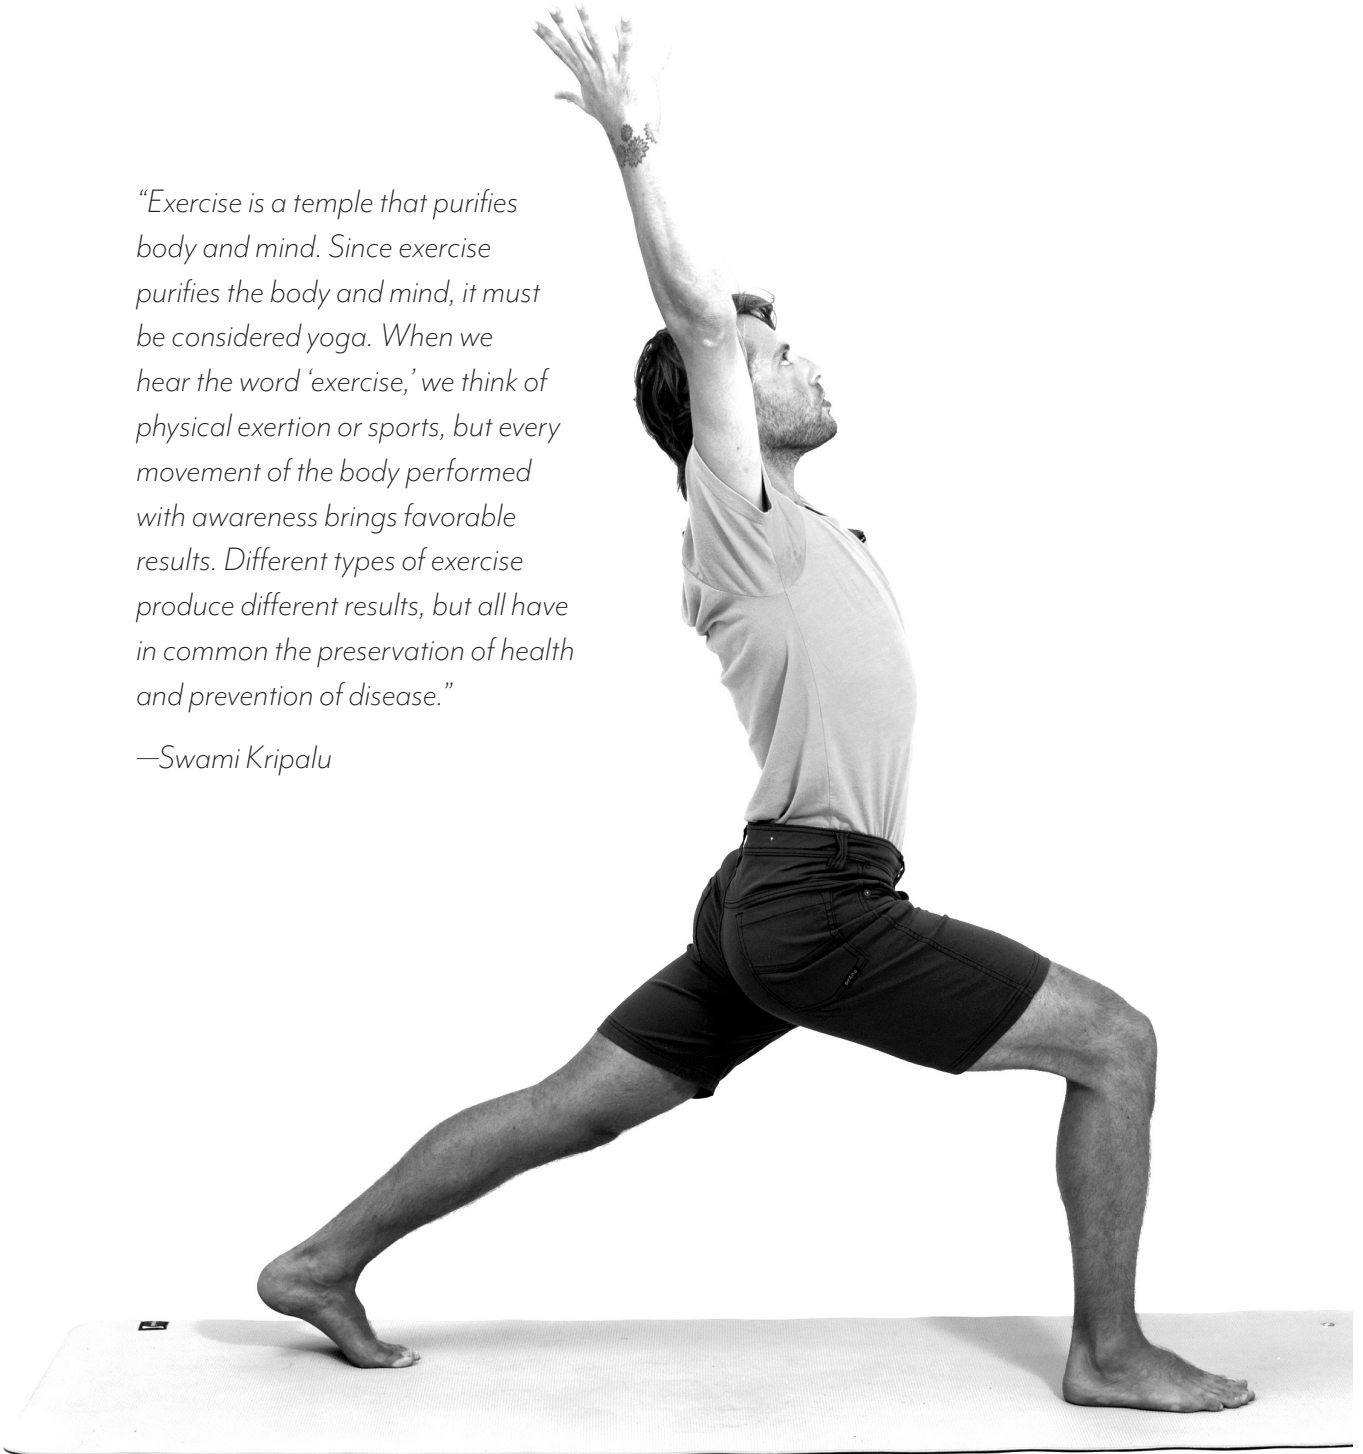 “Exercise is a temple that purifies
body and mind. Since exercise
purifies the body and mind, it must
be considered yoga. When we
hear the word ‘exercise,’ we think of
physical exertion or sports, but every
movement of the body performed
with awareness brings favorable
results. Different types of exercise
produce different results, but all have
in common the preservation of health
and prevention of disease.”
—Swami Kripalu